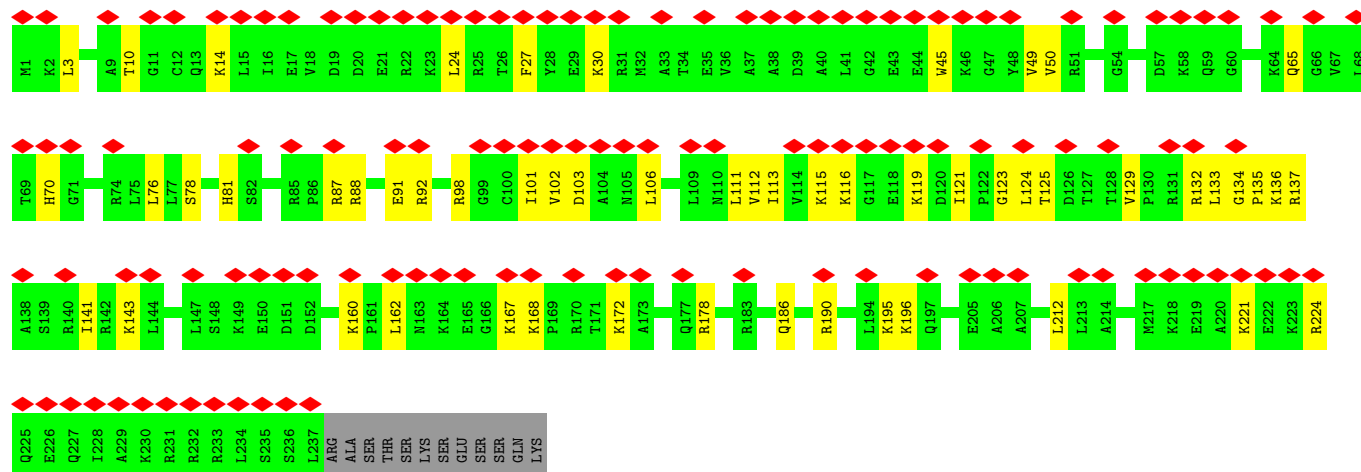 M1 K2 L3 A9 T10 G11 C12 Q13 K14 L15 I16 E17 V18 D19 D20 E21 R22 K23 L24 R25 T26 F27 Y28 E29 K30 R31 M32 A33 T34 E35 V36 A37 A38 D39 A40 L41 G42 E43 E44 W45 K46 G47 Y48 V49 V50 R51 G54 D57 K58 Q59 G60 K64 Q65 G66 V67 L68
T69 H70 G71 R74 L75 L76 L77 S78 H81 S82 R85 P86 R87 R88 E91 R92 R98 G99 C100 I101 V102 D103 A104 N105 L106 L109 N110 L111 V112 I113 V114 K115 K116 G117 E118 K119 D120 I121 P122 G123 L124 T125 D126 T127 T128 V129 P130 R131 R132 L133 G134 P135 K136 R137
A138 S139 R140 I141 R142 K143 L144 L147 S148 K149 E150 D151 D152 K160 P161 L162 N163 K164 E165 G166 K167 K168 P169 R170 T171 K172 A173 Q177 R178 R183 Q186 R190 L194 K195 K196 Q197 E205 A206 A207 L212 L213 A214 M217 K218 E219 A220 K221 E222 K223 R224
Q225 E226 Q227 I228 A229 K230 R231 R232 R233 L234 S235 S236 L237 ARG ALA SER THR SER LYS SER GLU SER SER GLN LYS